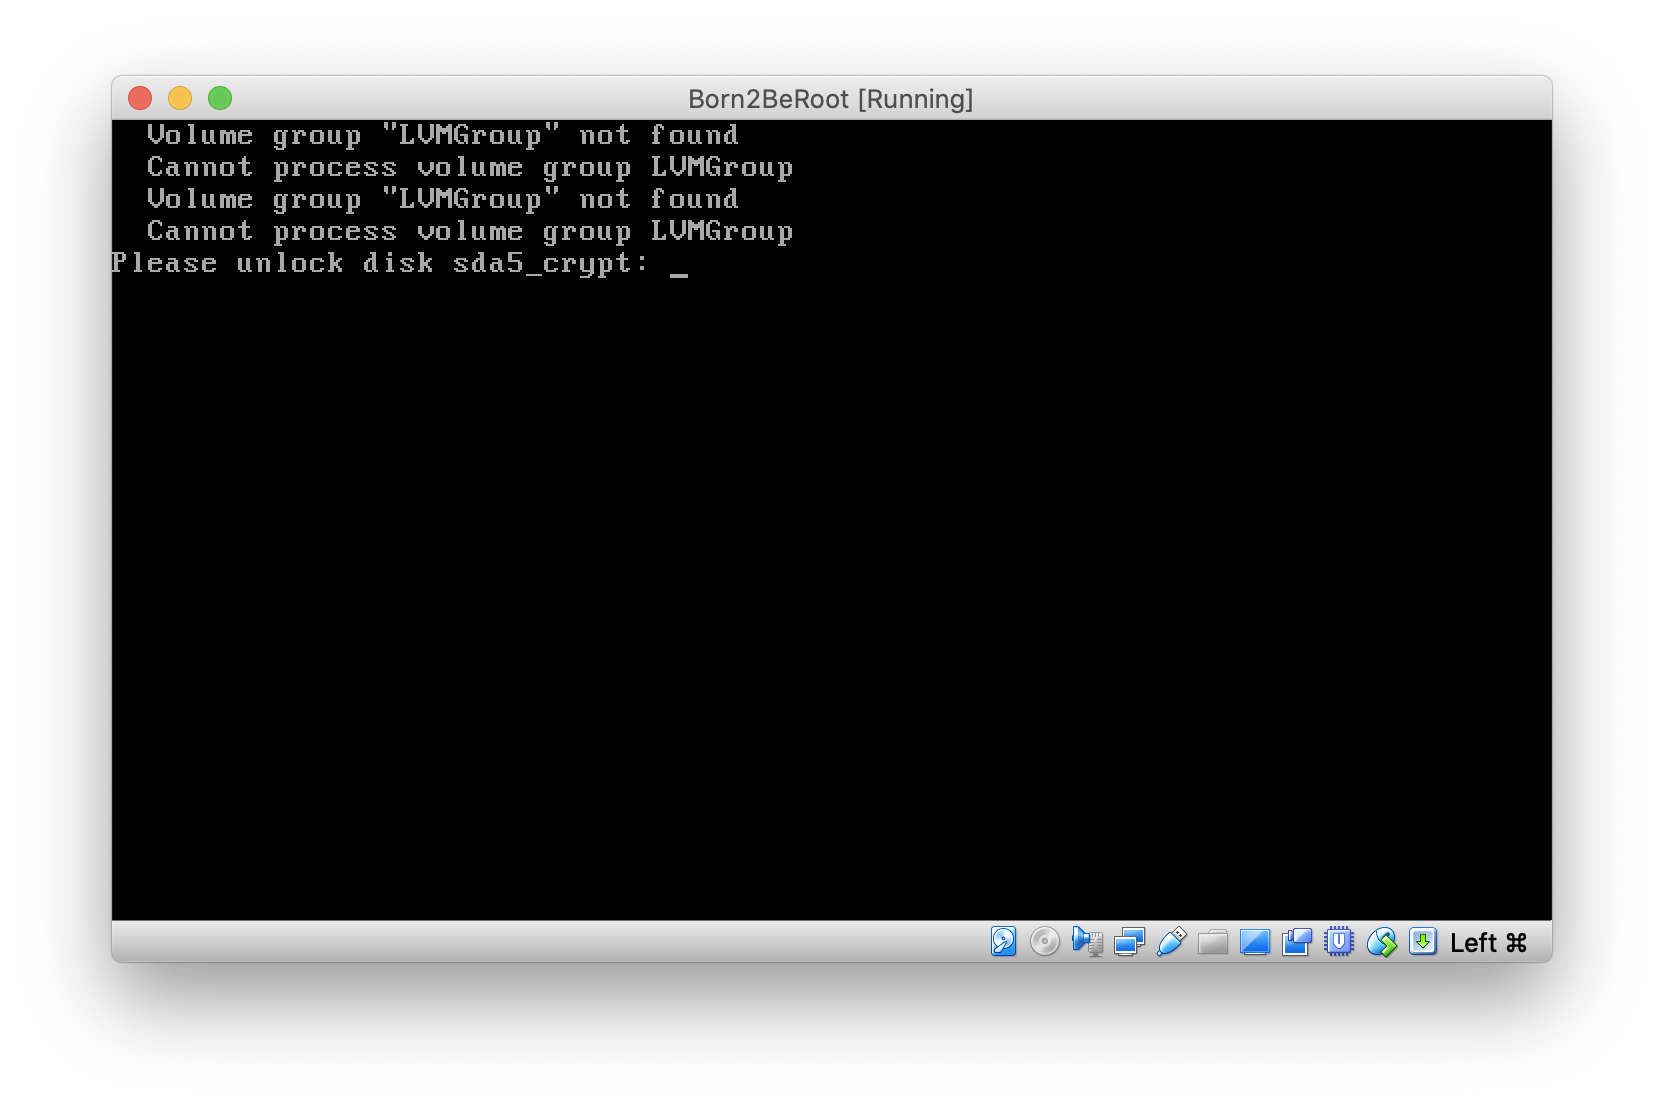 Born2BeRoot [Running]
Volume group "LVMGroup" not found
Cannot process volume group LVMGroup
Volume group "LVMGroup" not found
Cannot process volume group LVMGroup
Please unlock disk sda5_crypt: _
Left ⌘